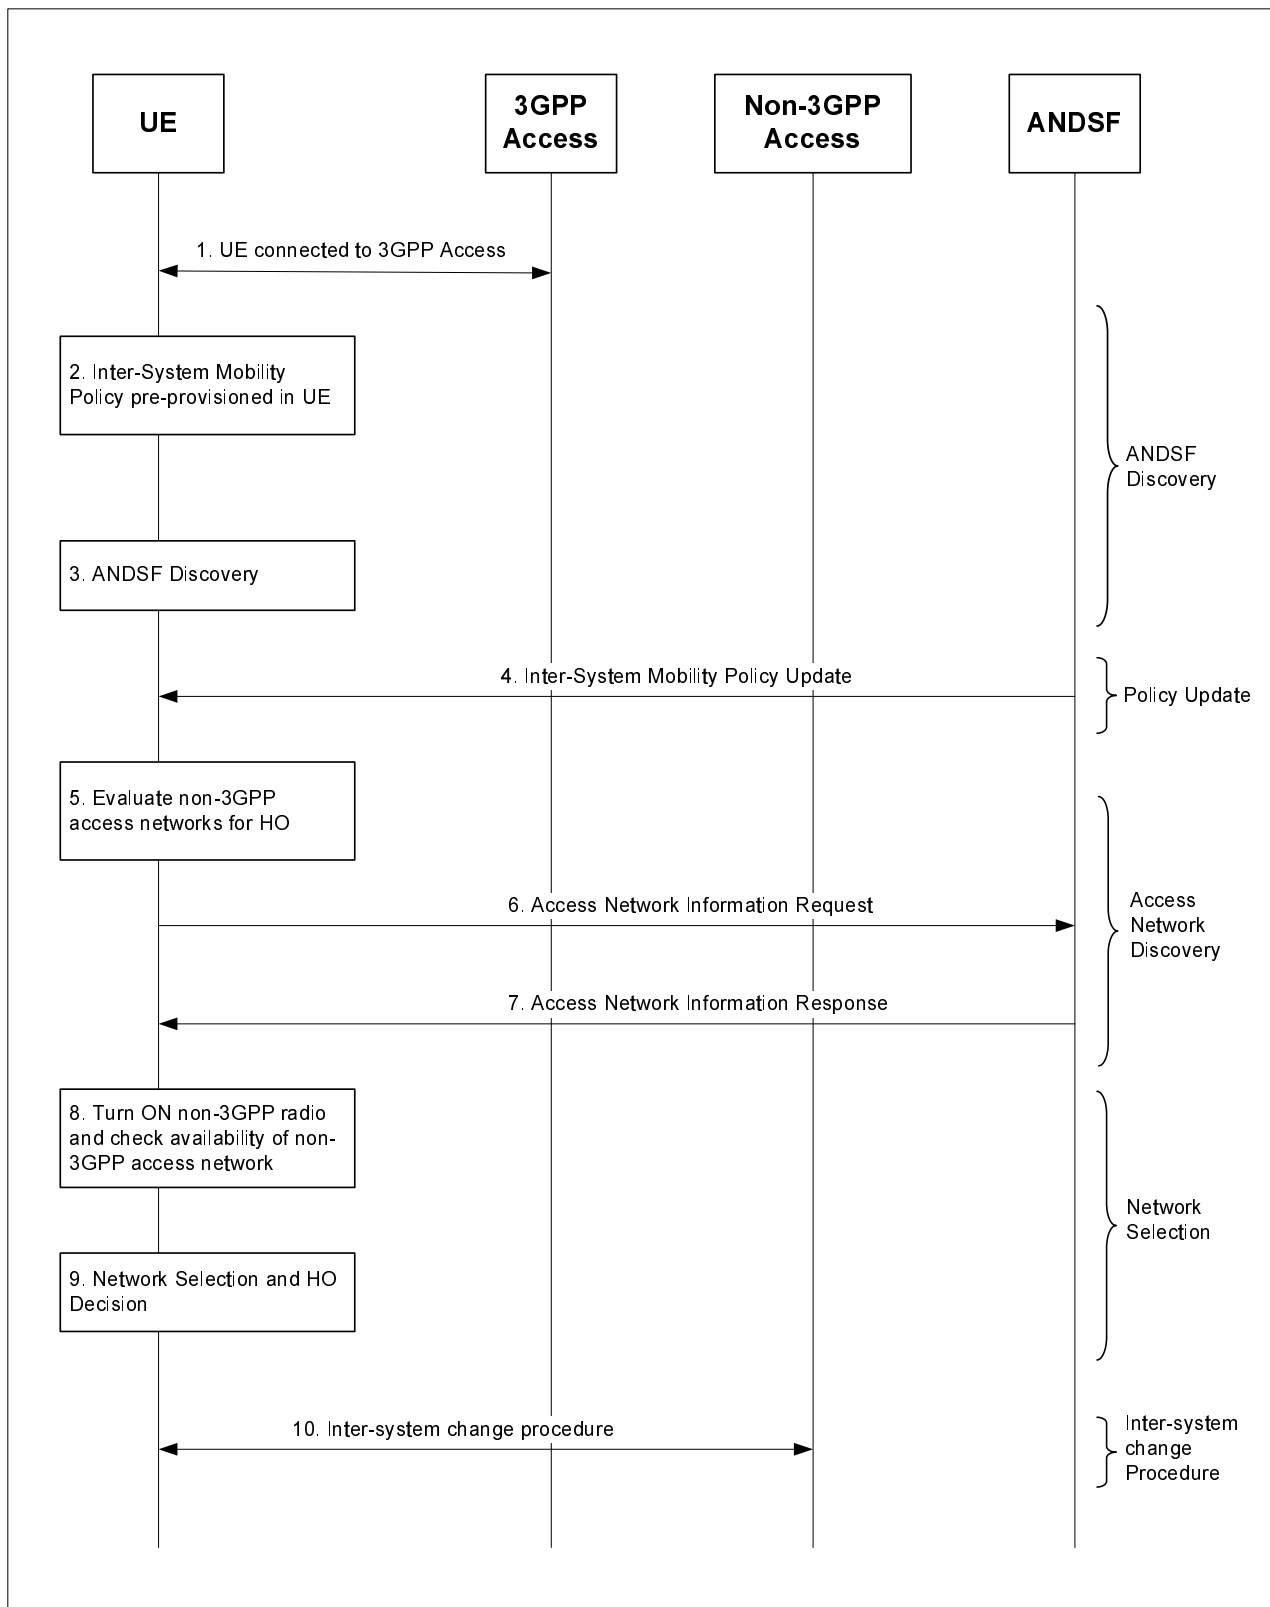 UE
3GPP
Access
Non-3GPP
Access
ANDSF
1. UE connected to 3GPP Access
2. Inter-System Mobility
Policy pre-provisioned in UE
ANDSF
Discovery
3. ANDSF Discovery
4. Inter-System Mobility Policy Update
Policy Update
5. Evaluate non-3GPP
access networks for HO
6. Access Network Information Request
Access
Network
Discovery
7. Access Network Information Response
8. Turn ON non-3GPP radio
and check availability of non-
3GPP access network
Network
Selection
9. Network Selection and HO
Decision
10. Inter-system change procedure
Inter-system
change
Procedure